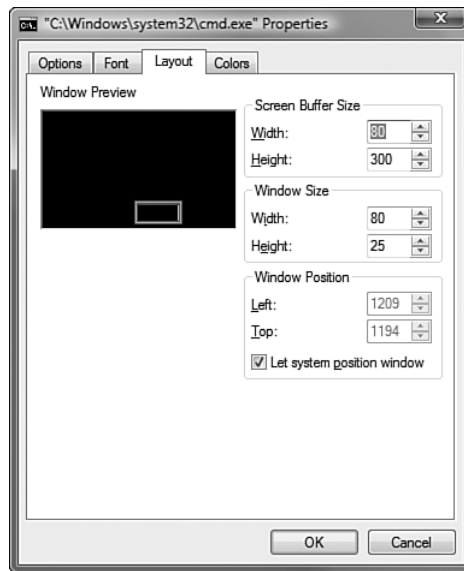 "C:\Windows\system32\cmd.exe" Properties
Options Font Layout Colors
Window Preview
Screen Buffer Size
Width: 80
Height: 300
Window Size
Width: 80
Height: 25
Window Position
Left: 1209
Top: 1194
Let system position window
OK Cancel